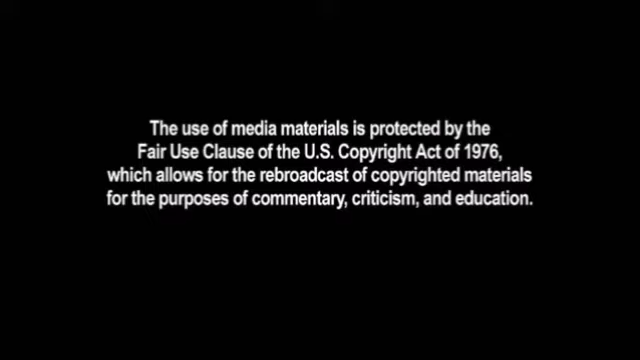 The use of media materials is protected by the
Fair Use Clause of the U.S. Copyright Act of 1976,
which allows for the rebroadcast of copyrighted materials
for the purposes of commentary, criticism, and education.